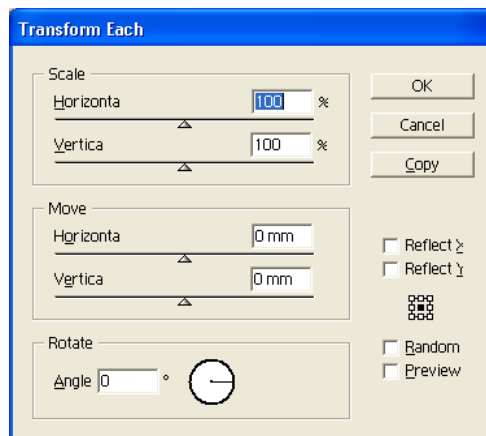 Transform Each
Scale
Horizonta 100 %
Vertica 100 %
OK
Cancel
Copy
Move
Horizonta 0 mm
Vertica 0 mm
Reflect X
Reflect Y
Rotate
Angle 0 °
Random
Preview